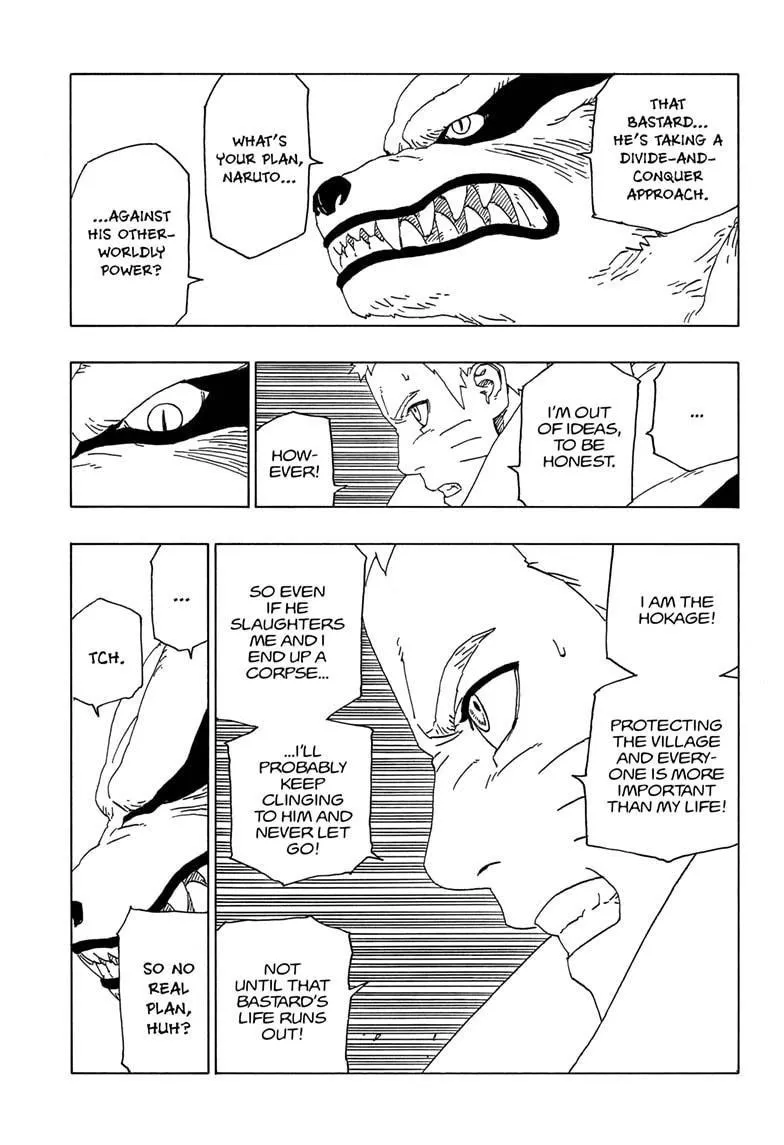 THAT
BASTARD...
HE'S TAKING A
DIVIDE-AND-
CONQUER
APPROACH.
WHAT'S
YOUR PLAN,
NARUTO...
...AGAINST
HIS OTHER-
WORLDLY
POWER?
...
I'M OUT
OF IDEAS,
TO BE
HONEST.
HOW-
EVER!
I AM THE
HOKAGE!
PROTECTING
THE VILLAGE
AND EVERY-
ONE IS MORE
IMPORTANT
THAN MY LIFE!
SO EVEN
IF HE
SLAUGHTERS
ME AND I
END UP A
CORPSE...
...I'LL
PROBABLY
KEEP
CLINGING
TO HIM AND
NEVER LET
GO!
NOT
UNTIL THAT
BASTARD'S
LIFE RUNS
OUT!
...
TCH.
SO NO
REAL
PLAN,
HUH?